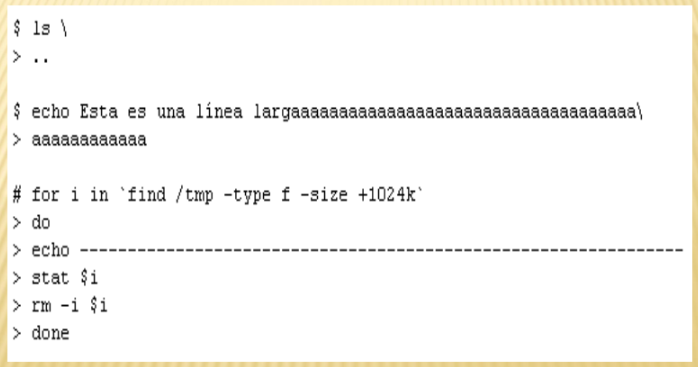 $ ls \
> ..
$ echo Esta es una línea largaaaaaaaaaaaaaaaaaaaaaaaaaaaaaaaaaaaa\
> aaaaaaaaaaaa
# for i in `find /tmp -type f -size +1024k`
> do
> echo ---------------------------------------------------------------
> stat $i
> rm -i $i
> done